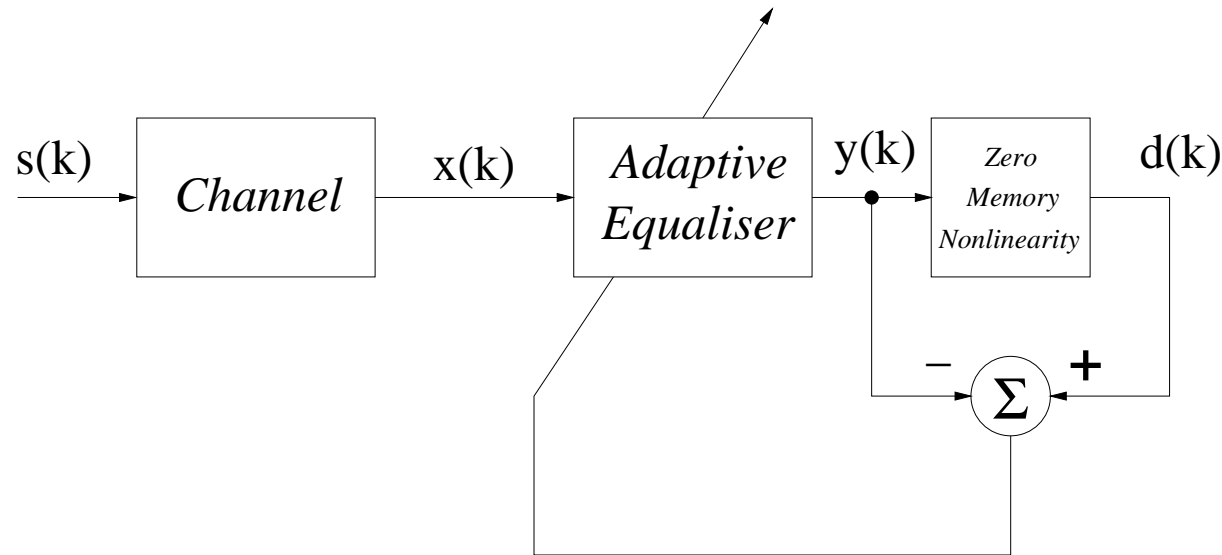 s(k)
Channel
x(k)
Adaptive
Equaliser
y(k)
Zero
Memory
Nonlinearity
d(k)
− Σ +